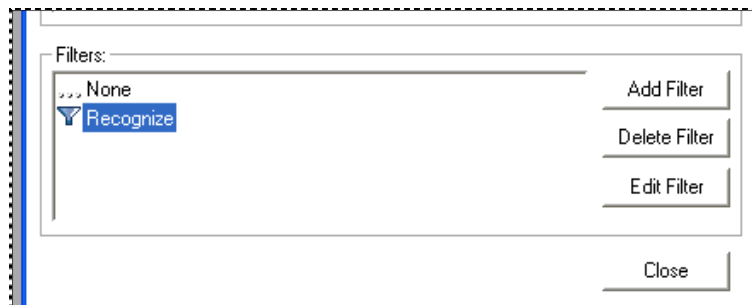 Filters:
None
Recognize
Add Filter
Delete Filter
Edit Filter
Close